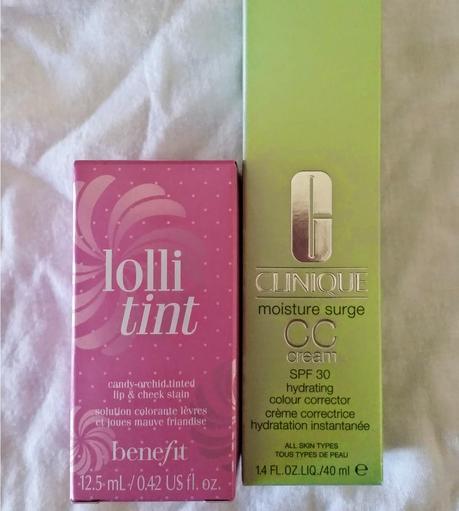 lolli
tint
candy-orchid.tinted
lip & cheek stain
solution colorante lèvres
et joues mauve friandise
benefit
12.5 mL / 0.42 US fl. oz.
CLINIQUE
moisture surge
CC
cream
SPF 30
hydrating
colour corrector
crème correctrice
hydratation instantanée
ALL SKIN TYPES
TOUS TYPES DE PEAU
1.4 FL.OZ.LIQ./40 ml e